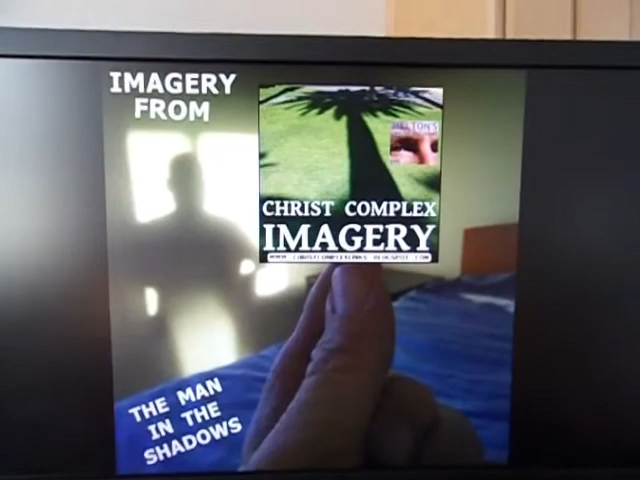 IMAGERY
FROM
CHRIST COMPLEX
IMAGERY
THE MAN
IN THE
SHADOWS